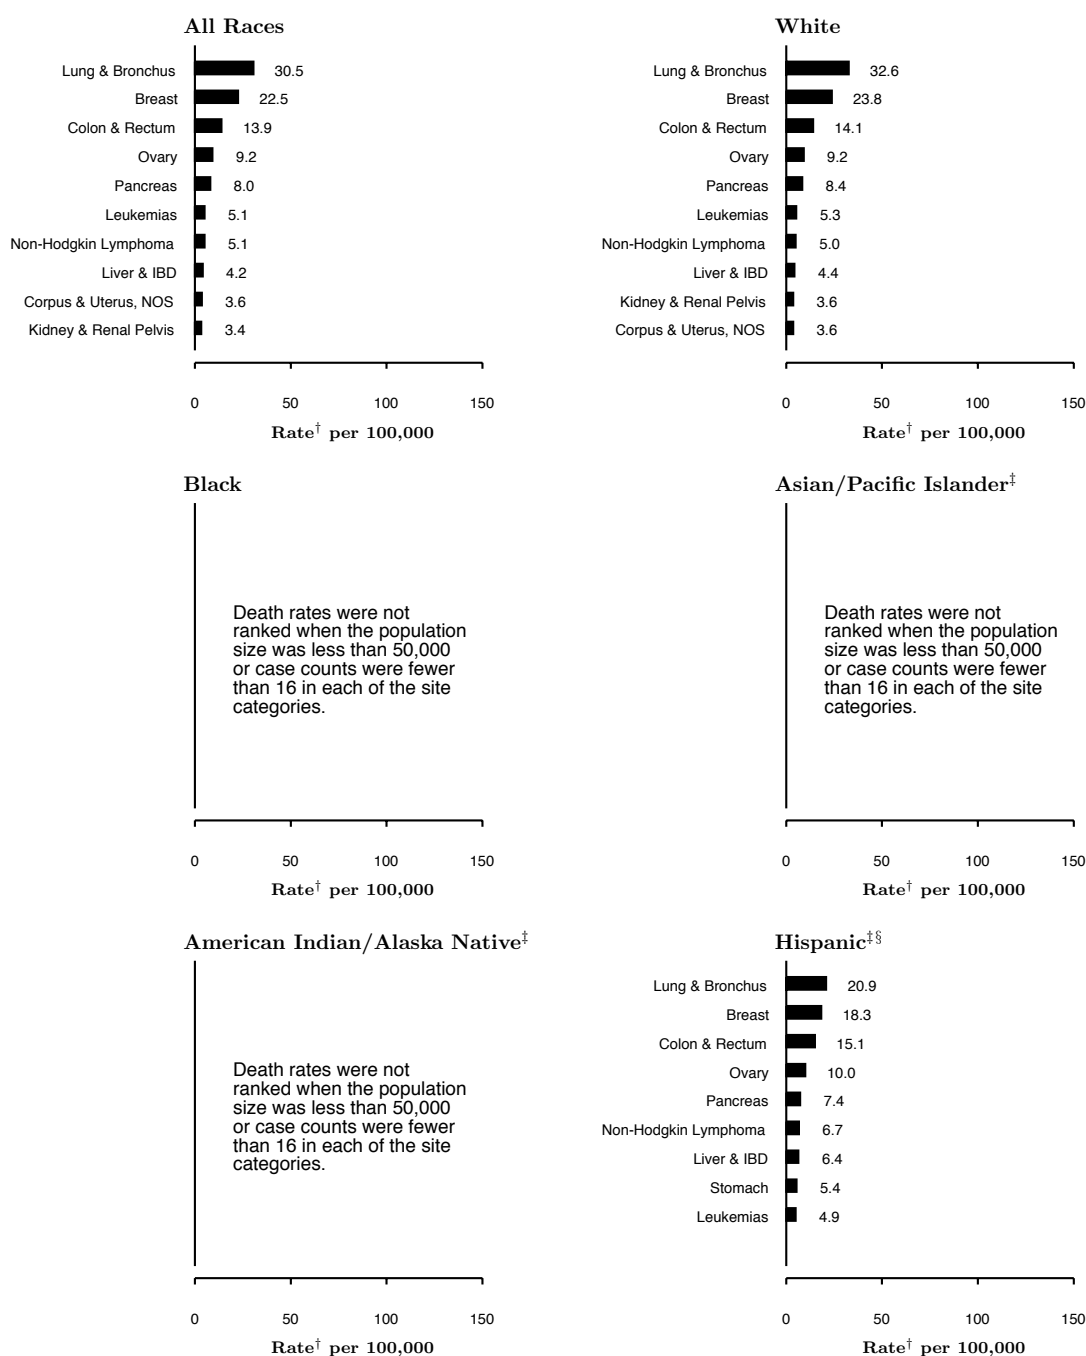 All Races
Lung & Bronchus 30.5
Breast 22.5
Colon & Rectum 13.9
Ovary 9.2
Pancreas 8.0
Leukemias 5.1
Non-Hodgkin Lymphoma 5.1
Liver & IBD 4.2
Corpus & Uterus, NOS 3.6
Kidney & Renal Pelvis 3.4
0 50 100 150
Rate† per 100,000
White
Lung & Bronchus 32.6
Breast 23.8
Colon & Rectum 14.1
Ovary 9.2
Pancreas 8.4
Leukemias 5.3
Non-Hodgkin Lymphoma 5.0
Liver & IBD 4.4
Kidney & Renal Pelvis 3.6
Corpus & Uterus, NOS 3.6
0 50 100 150
Rate† per 100,000
Black
Death rates were not
ranked when the population
size was less than 50,000
or case counts were fewer
than 16 in each of the site
categories.
0 50 100 150
Rate† per 100,000
Asian/Pacific Islander‡
Death rates were not
ranked when the population
size was less than 50,000
or case counts were fewer
than 16 in each of the site
categories.
0 50 100 150
Rate† per 100,000
American Indian/Alaska Native‡
Death rates were not
ranked when the population
size was less than 50,000
or case counts were fewer
than 16 in each of the site
categories.
0 50 100 150
Rate† per 100,000
Hispanic‡§
Lung & Bronchus 20.9
Breast 18.3
Colon & Rectum 15.1
Ovary 10.0
Pancreas 7.4
Non-Hodgkin Lymphoma 6.7
Liver & IBD 6.4
Stomach 5.4
Leukemias 4.9
0 50 100 150
Rate† per 100,000